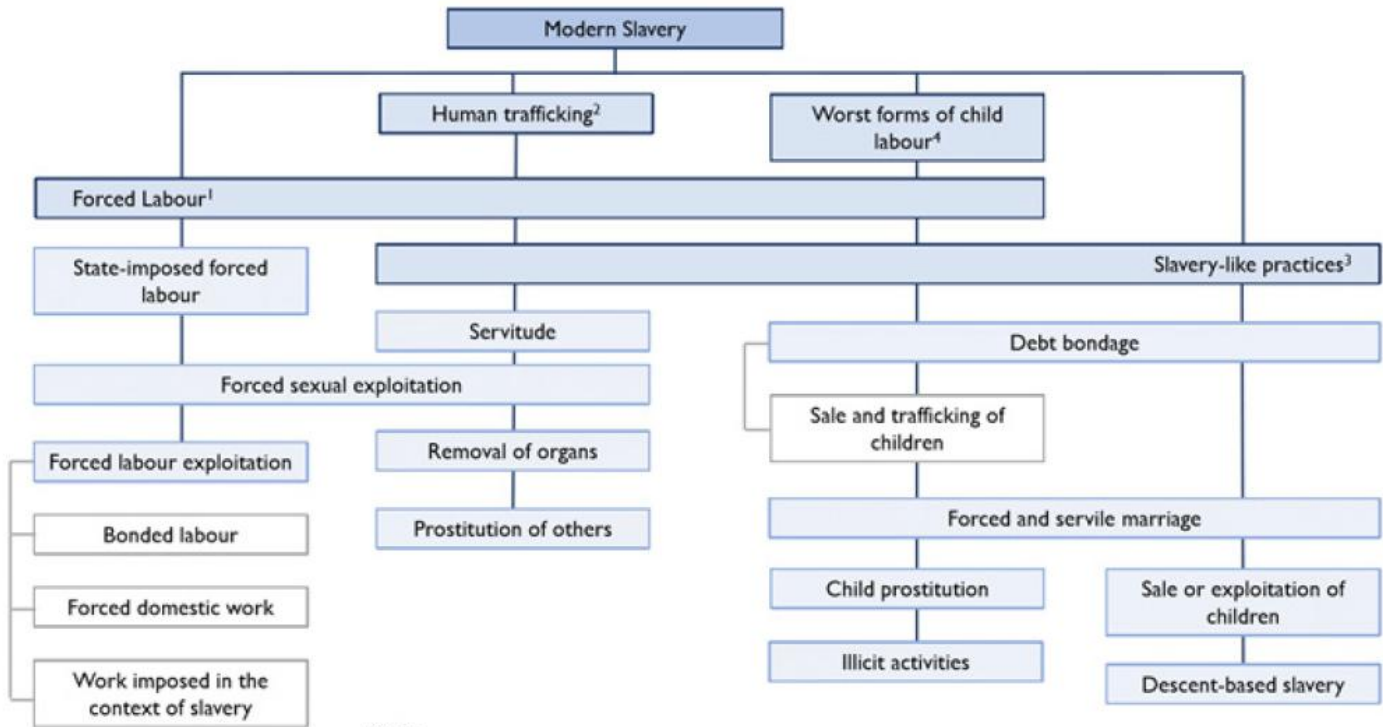 Modern Slavery
Human trafficking²
Worst forms of child
labour⁴
Forced Labour¹
State-imposed forced
labour
Slavery-like practices³
Servitude
Debt bondage
Forced sexual exploitation
Sale and trafficking of
children
Removal of organs
Forced labour exploitation
Prostitution of others
Forced and servile marriage
Bonded labour
Child prostitution
Sale or exploitation of
children
Forced domestic work
Illicit activities
Descent-based slavery
Work imposed in the
context of slavery